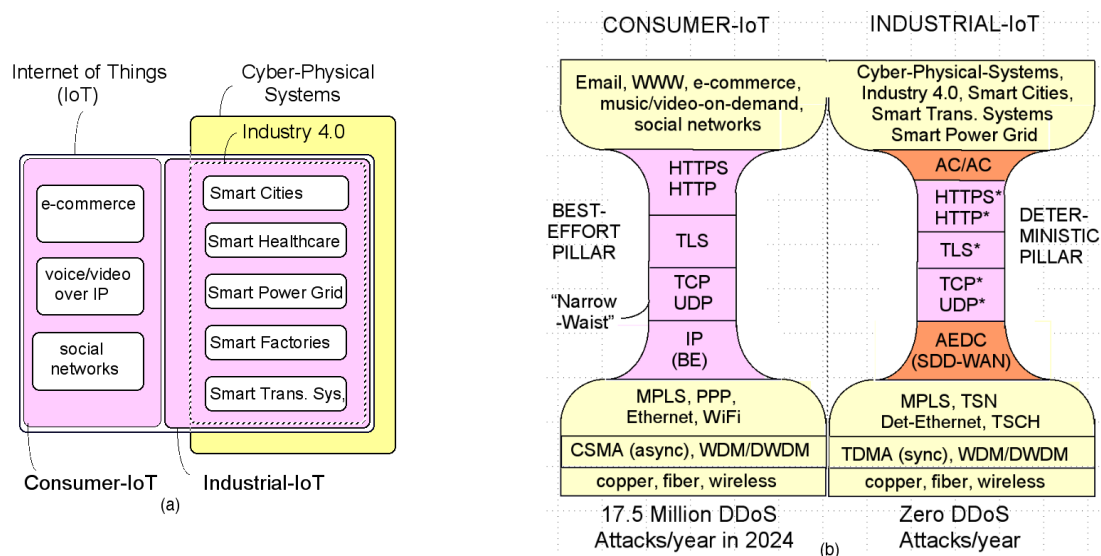 Internet of Things
(IoT)
Cyber-Physical
Systems
Industry 4.0
e-commerce
voice/video
over IP
social
networks
Smart Cities
Smart Healthcare
Smart Power Grid
Smart Factories
Smart Trans. Sys,
Consumer-IoT
Industrial-IoT
(a)
CONSUMER-IoT
Email, WWW, e-commerce,
music/video-on-demand,
social networks
HTTPS
HTTP
TLS
TCP
UDP
IP
(BE)
BEST-
EFFORT
PILLAR
“Narrow
-Waist”
MPLS, PPP,
Ethernet, WiFi
CSMA (async), WDM/DWDM
copper, fiber, wireless
17.5 Million DDoS
Attacks/year in 2024
INDUSTRIAL-IoT
Cyber-Physical-Systems,
Industry 4.0, Smart Cities,
Smart Trans. Systems
Smart Power Grid
AC/AC
HTTPS*
HTTP*
TLS*
TCP*
UDP*
AEDC
(SDD-WAN)
DETER-
MINISTIC
PILLAR
MPLS, TSN
Det-Ethernet, TSCH
TDMA (sync), WDM/DWDM
copper, fiber, wireless
Zero DDoS
Attacks/year
(b)